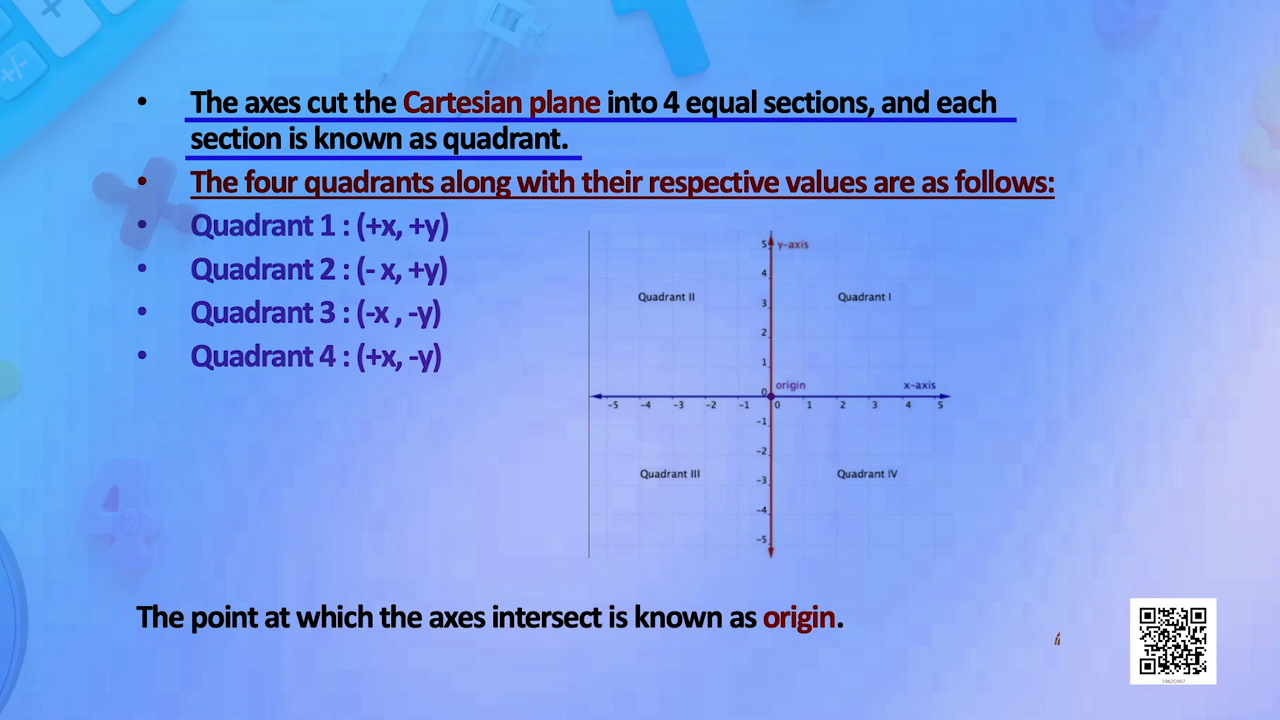 • The axes cut the Cartesian plane into 4 equal sections, and each
section is known as quadrant.
• The four quadrants along with their respective values are as follows:
• Quadrant 1 : (+x, +y)
• Quadrant 2 : (- x, +y)
• Quadrant 3 : (-x , -y)
• Quadrant 4 : (+x, -y)
5 y-axis
4
Quadrant II Quadrant I
3
2
1
0 origin x-axis
-5 -4 -3 -2 -1 0 1 2 3 4 5
-1
-2
Quadrant III Quadrant IV
-3
-4
-5
The point at which the axes intersect is known as origin.